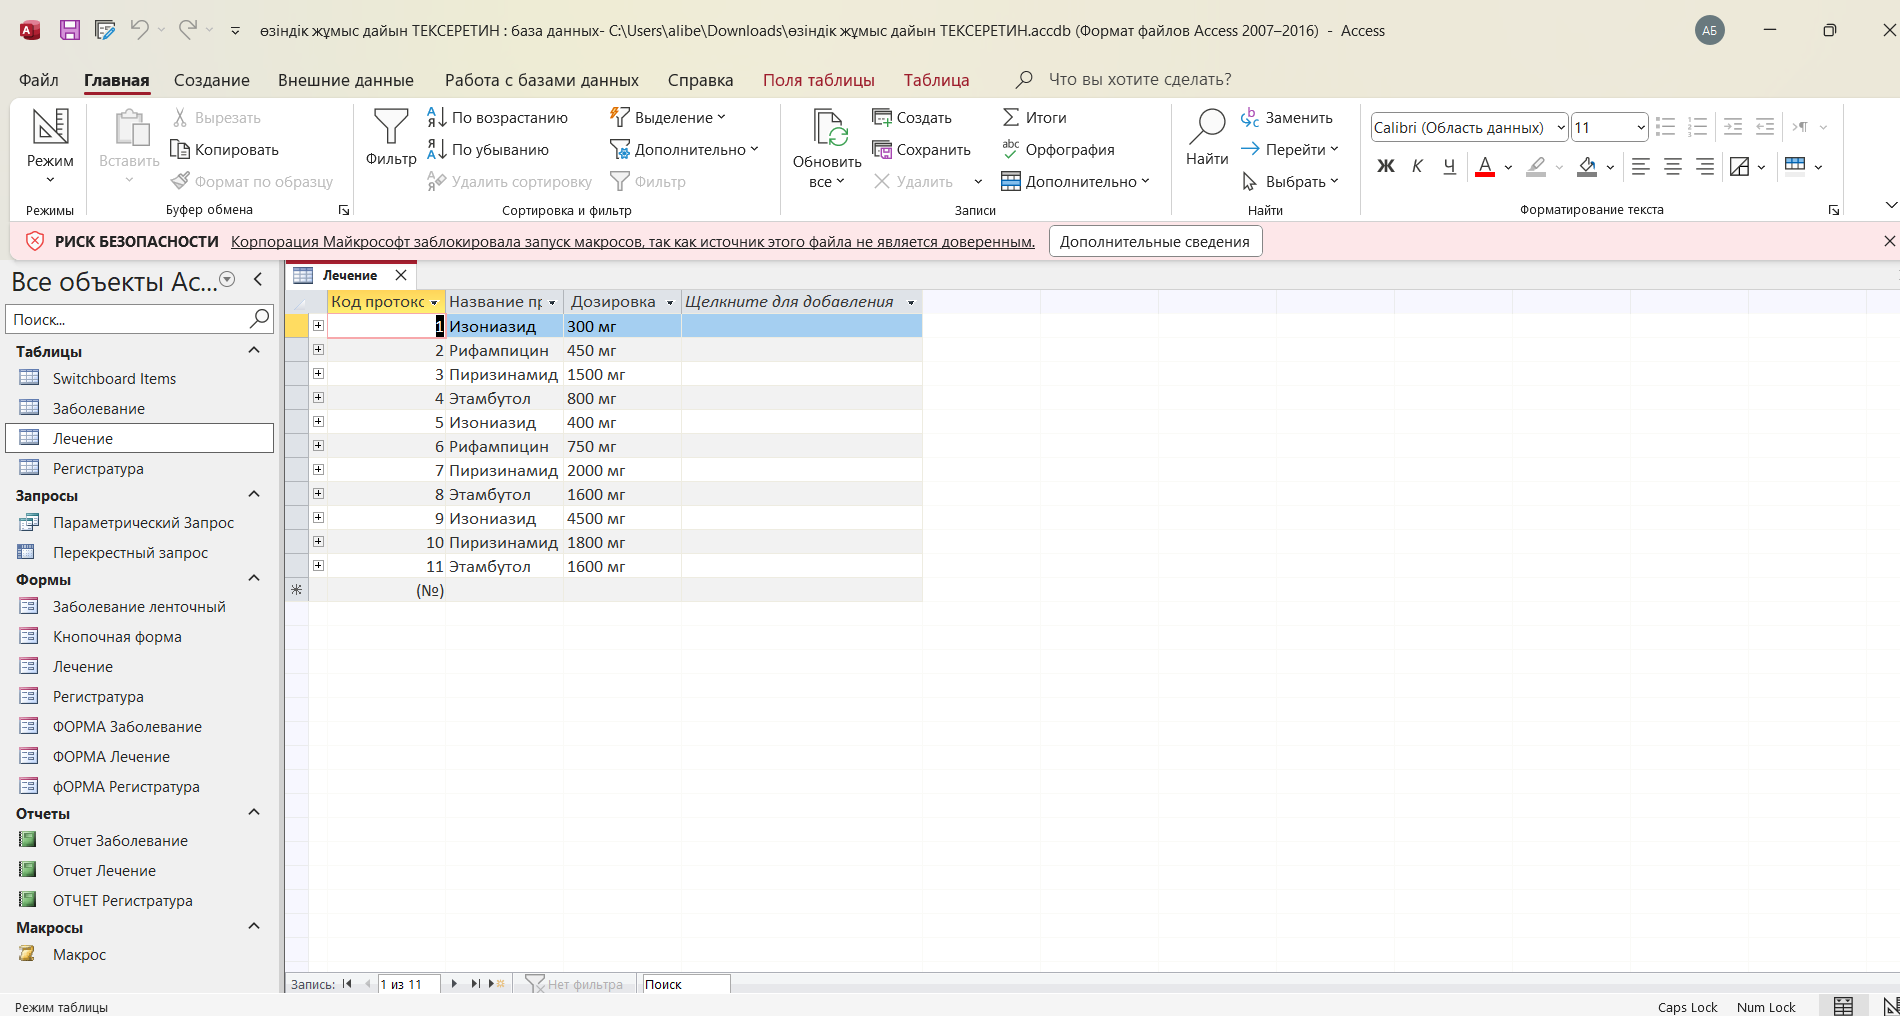 өзіндік жұмыс дайын ТЕКСЕРЕТИН : база данных- C:\Users\alibe\Downloads\өзіндік жұмыс дайын ТЕКСЕРЕТИН.accdb (Формат файлов Access 2007–2016) - Access
АБ
Файл Главная Создание Внешние данные Работа с базами данных Справка Поля таблицы Таблица Что вы хотите сделать?
Режим
Режимы
Вставить
Вырезать
Копировать
Формат по образцу
Буфер обмена
Фильтр
По возрастанию
По убыванию
Удалить сортировку
Выделение
Дополнительно
Фильтр
Сортировка и фильтр
Обновить
все
Создать
Сохранить
Удалить
Итоги
Орфография
Дополнительно
Записи
Найти
Заменить
Перейти
Выбрать
Найти
Calibri (Область данных) 11
Ж К Ч А
Форматирование текста
РИСК БЕЗОПАСНОСТИ Корпорация Майкрософт заблокировала запуск макросов, так как источник этого файла не является доверенным. Дополнительные сведения
Все объекты Ac...
Поиск...
Таблицы
Switchboard Items
Заболевание
Лечение
Регистратура
Запросы
Параметрический Запрос
Перекрестный запрос
Формы
Заболевание ленточный
Кнопочная форма
Лечение
Регистратура
ФОРМА Заболевание
ФОРМА Лечение
фОРМА Регистратура
Отчеты
Отчет Заболевание
Отчет Лечение
ОТЧЕТ Регистратура
Макросы
Макрос
Лечение
Код протокс Название пр Дозировка Щелкните для добавления
1 Изониазид 300 мг
2 Рифампицин 450 мг
3 Пиризинамид 1500 мг
4 Этамбутол 800 мг
5 Изониазид 400 мг
6 Рифампицин 750 мг
7 Пиризинамид 2000 мг
8 Этамбутол 1600 мг
9 Изониазид 4500 мг
10 Пиризинамид 1800 мг
11 Этамбутол 1600 мг
(№)
Запись: 1 из 11 Нет фильтра Поиск
Режим таблицы Caps Lock Num Lock